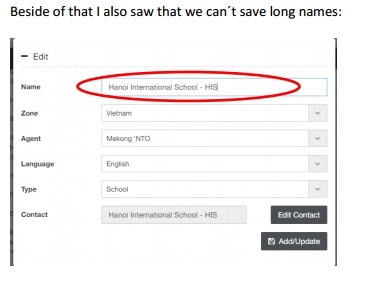 Beside of that I also saw that we can´t save long names:
Edit
Name Hanoi International School - HIS
Zone Vietnam
Agent Mekong 'NTO
Language English
Type School
Contact Hanoi International School - HIS Edit Contact
Add/Update